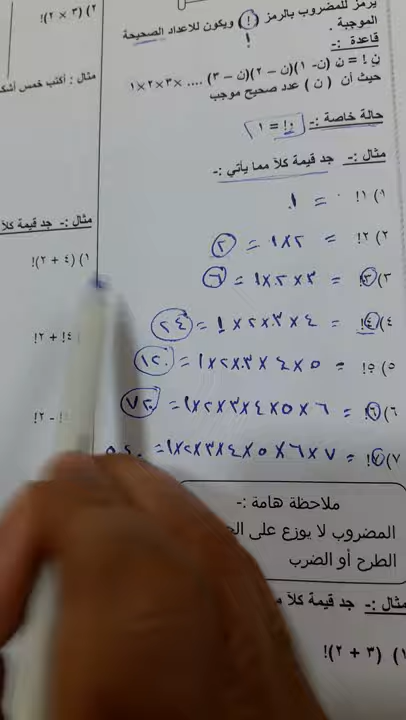 يرمز للمضروب بالرمز (!) ويكون للاعداد الصحيحة
الموجبة .
!
قاعدة :-
ن ! = ن (ن- ١)(ن – ٢)(ن – ٣) .... ×٣×٢×١
حيث أن ( ن ) عدد صحيح موجب
حالة خاصة :- ٠! = ١
مثال :- جد قيمة كلاً مما يأتي :-
١) ١! = ١
٢) ٢! = ٢×١ = ٢
٣) ٣! = ٣×٢×١ = ٦
٤) ٤! = ٤×٣×٢×١ = ٢٤
٥) ٥! = ٥×٤×٣×٢×١ = ١٢٠
٦) ٦! = ٦×٥×٤×٣×٢×١ = ٧٢٠
٧) ٧! = ٧×٦×٥×٤×٣×٢×١ =
ملاحظة هامة :-
المضروب لا يوزع على
الطرح أو الضرب
مثال :- جد قيمة كلاً
١) (٣ + ٢)!
٢) (٣ × ٢)!
مثال : أكتب خمس
مثال :- جد قيمة كلاً
١) (٤ + ٢)!
٤! + ٢!
! - ٢!